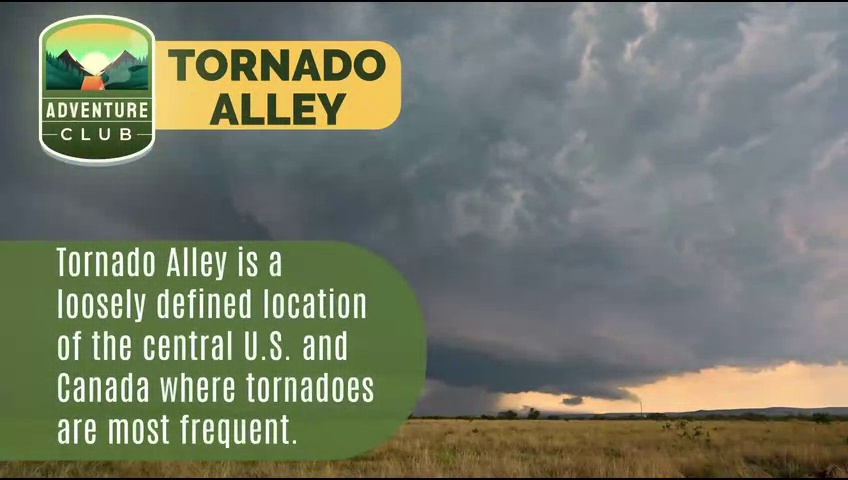 ADVENTURE
CLUB
TORNADO
ALLEY
Tornado Alley is a
loosely defined location
of the central U.S. and
Canada where tornadoes
are most frequent.